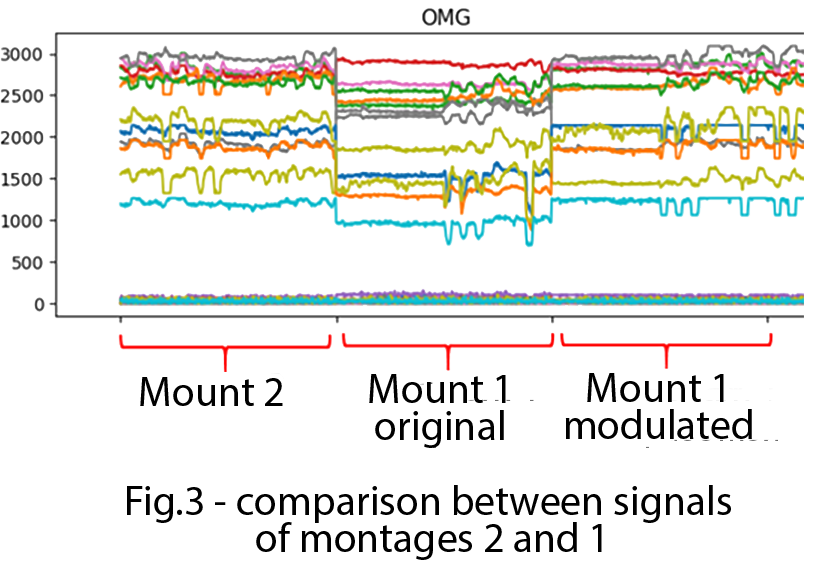 OMG
3000
2500
2000
1500
1000
500
0
Mount 2
Mount 1
original
Mount 1
modulated
Fig.3 - comparison between signals
of montages 2 and 1